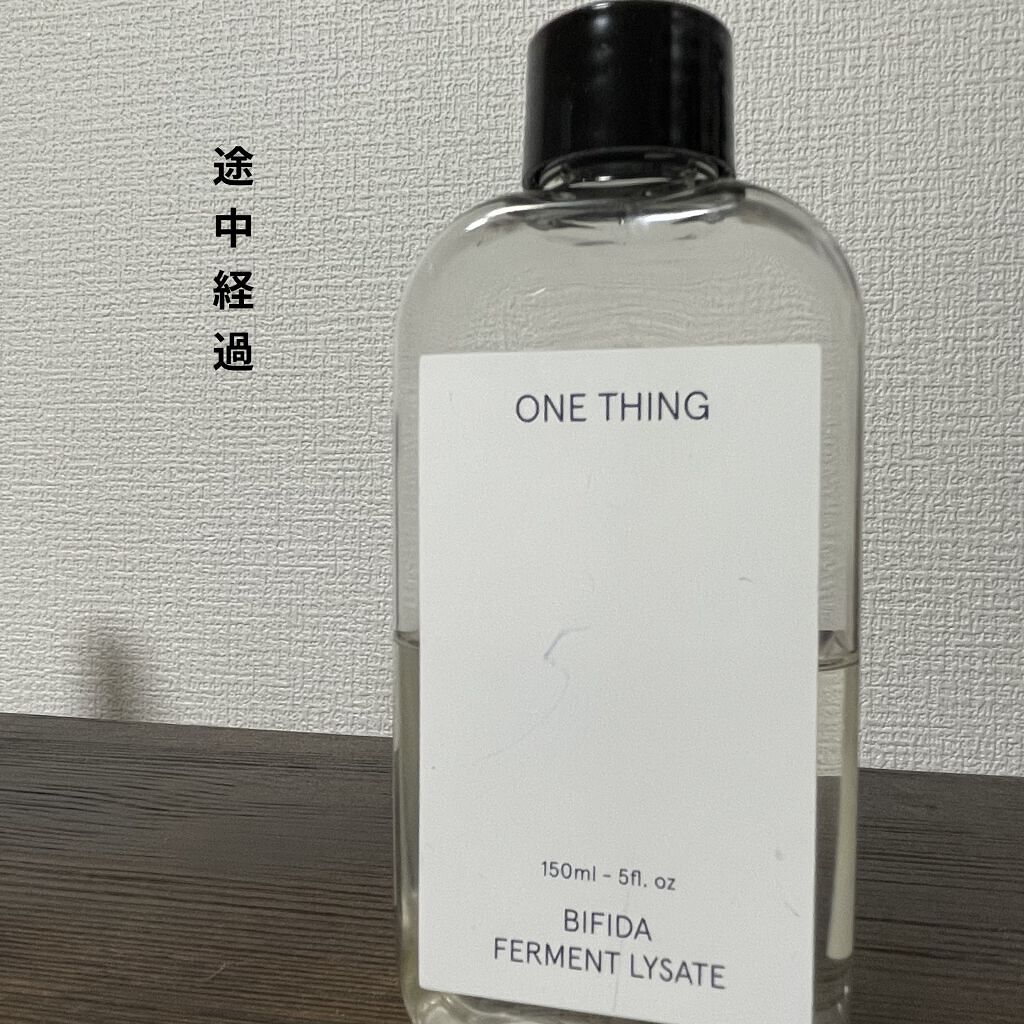 途中経過
ONE THING
150ml - 5fl. oz
BIFIDA
FERMENT LYSATE